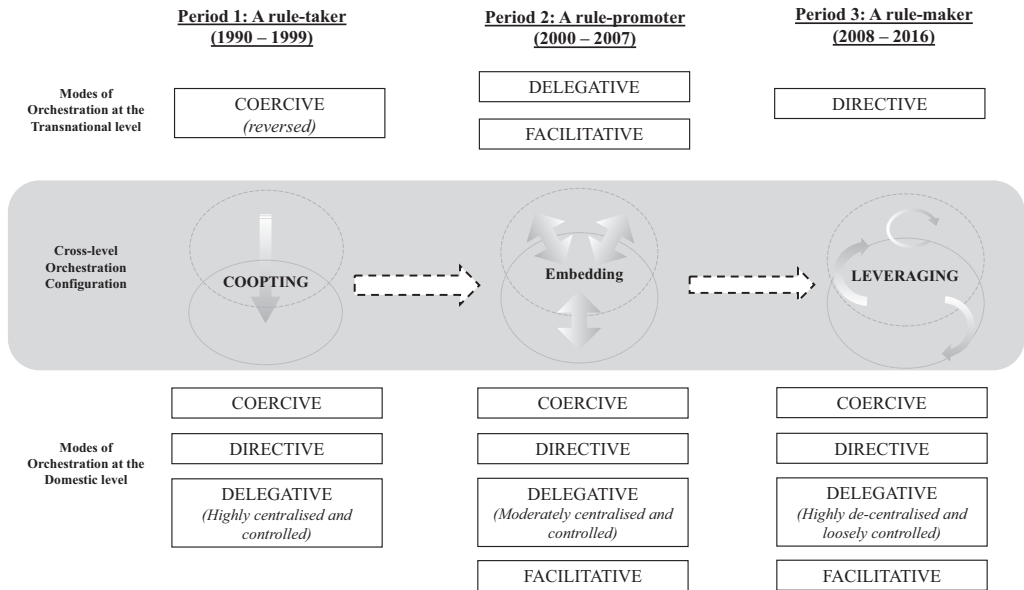 Period 1: A rule-taker
(1990 – 1999)
Period 2: A rule-promoter
(2000 – 2007)
Period 3: A rule-maker
(2008 – 2016)
Modes of
Orchestration at the
Transnational level
COERCIVE
(reversed)
DELEGATIVE
FACILITATIVE
DIRECTIVE
Cross-level
Orchestration
Configuration
COOPTING
Embedding
LEVERAGING
Modes of
Orchestration at the
Domestic level
COERCIVE
DIRECTIVE
DELEGATIVE
(Highly centralised and
controlled)
COERCIVE
DIRECTIVE
DELEGATIVE
(Moderately centralised and
controlled)
FACILITATIVE
COERCIVE
DIRECTIVE
DELEGATIVE
(Highly de-centralised and
loosely controlled)
FACILITATIVE